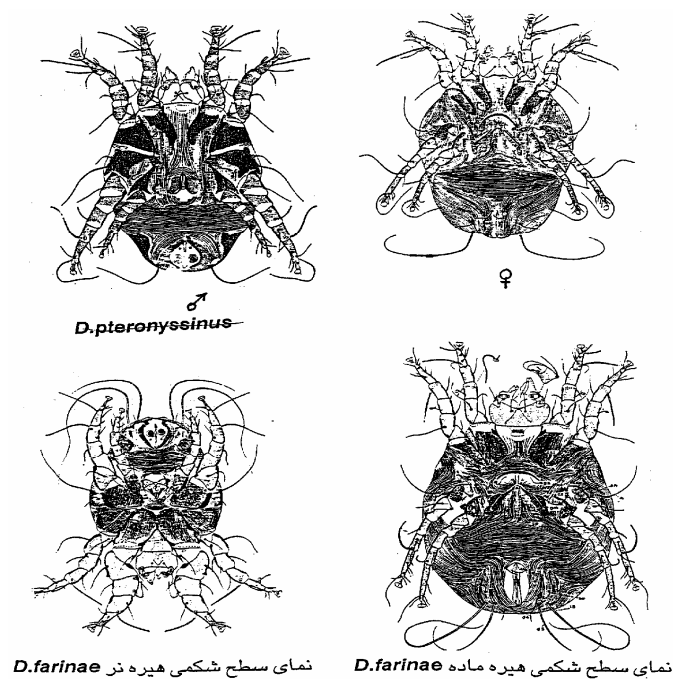 ♂
D.pteronyssinus
♀
نمای سطح شکمی هیره نر D.farinae
نمای سطح شکمی هیره ماده D.farinae